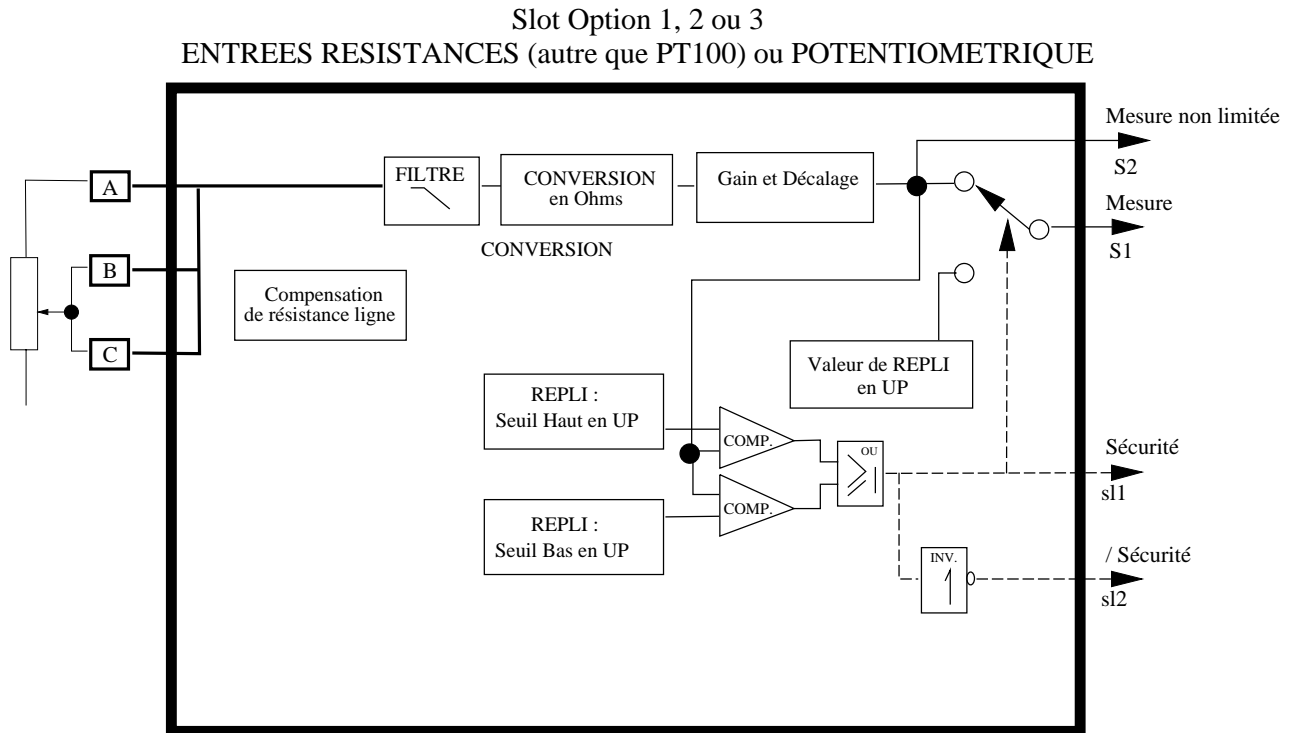 Slot Option 1, 2 ou 3
ENTREES RESISTANCES (autre que PT100) ou POTENTIOMETRIQUE
Mesure non limitée
S2
A
FILTRE
CONVERSION
en Ohms
Gain et Décalage
Mesure
S1
CONVERSION
B
Compensation
de résistance ligne
C
Valeur de REPLI
en UP
REPLI :
Seuil Haut en UP
COMP.
OU
Sécurité
sl1
COMP.
REPLI :
Seuil Bas en UP
INV.
1
/ Sécurité
sl2